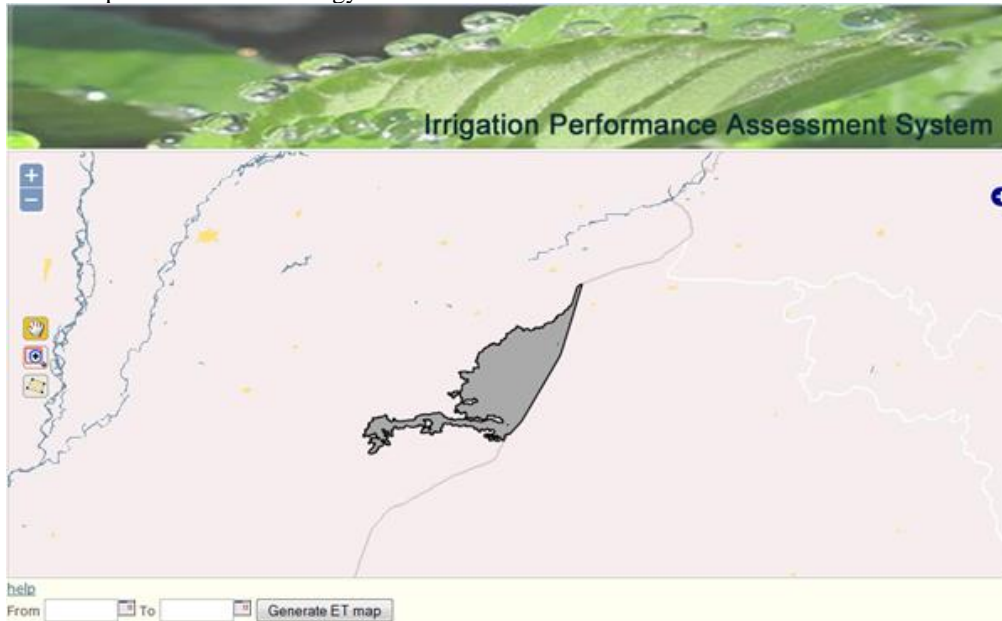 Irrigation Performance Assessment System
+
−
help
From To Generate ET map